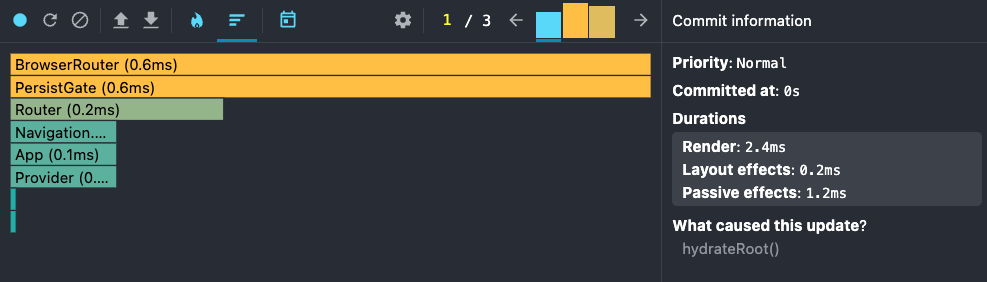 1 / 3
BrowserRouter (0.6ms)
PersistGate (0.6ms)
Router (0.2ms)
Navigation....
App (0.1ms)
Provider (0....
Commit information
Priority: Normal
Committed at: 0s
Durations
Render: 2.4ms
Layout effects: 0.2ms
Passive effects: 1.2ms
What caused this update?
hydrateRoot()